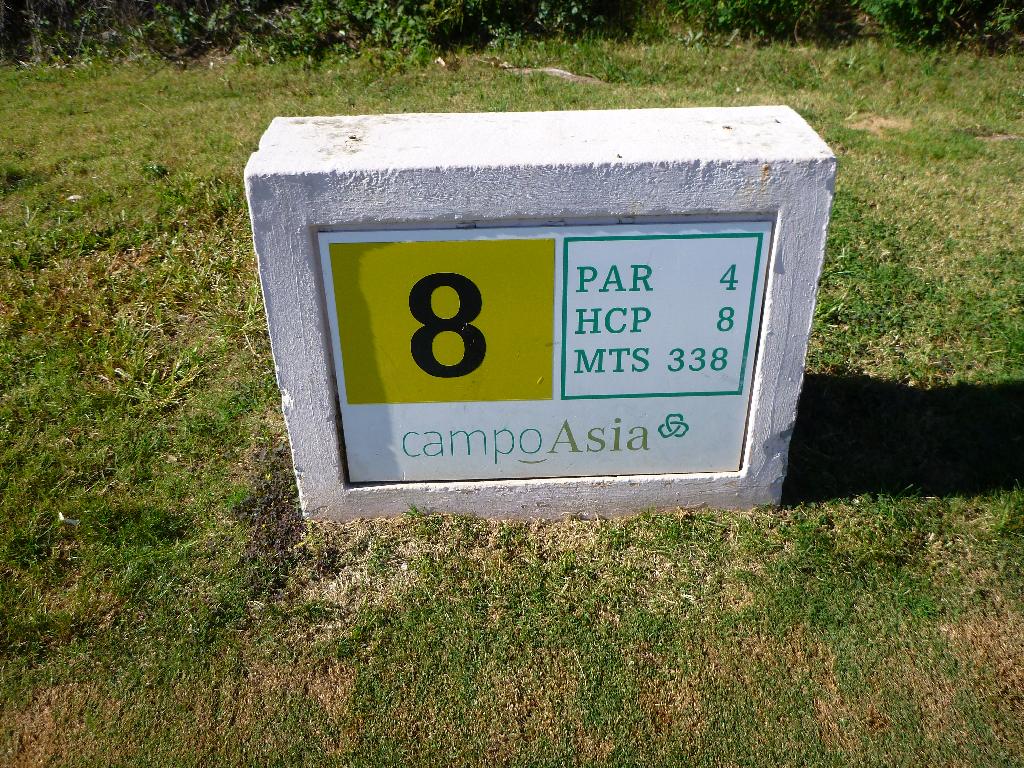 8
PAR 4
HCP 8
MTS 338
campoAsia